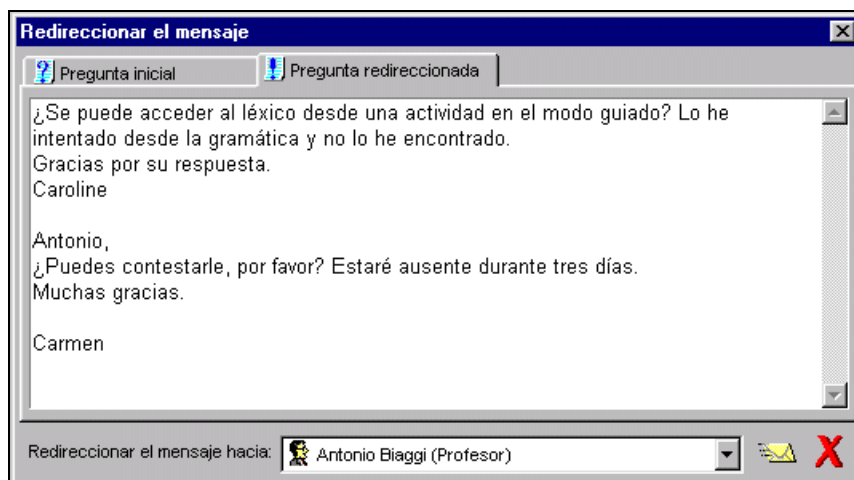 Redireccionar el mensaje
Pregunta inicial
Pregunta redireccionada
¿Se puede acceder al léxico desde una actividad en el modo guiado? Lo he
intentado desde la gramática y no lo he encontrado.
Gracias por su respuesta.
Caroline
Antonio,
¿Puedes contestarle, por favor? Estaré ausente durante tres días.
Muchas gracias.
Carmen
Redireccionar el mensaje hacia: Antonio Biaggi (Profesor)